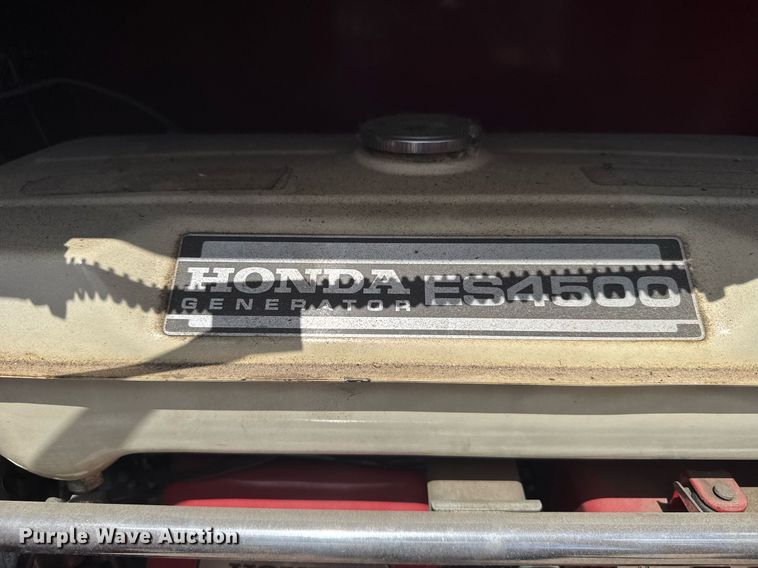 HONDA ES4500
GENERATOR
Purple Wave Auction